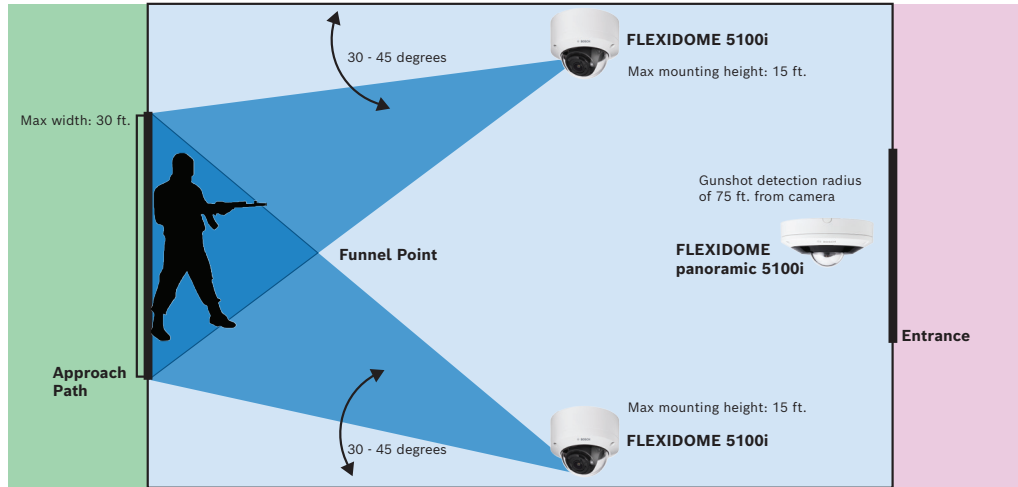 30 - 45 degrees
FLEXIDOME 5100i
Max mounting height: 15 ft.
Max width: 30 ft.
Gunshot detection radius
of 75 ft. from camera
Funnel Point
FLEXIDOME
panoramic 5100i
Entrance
Approach
Path
Max mounting height: 15 ft.
30 - 45 degrees
FLEXIDOME 5100i